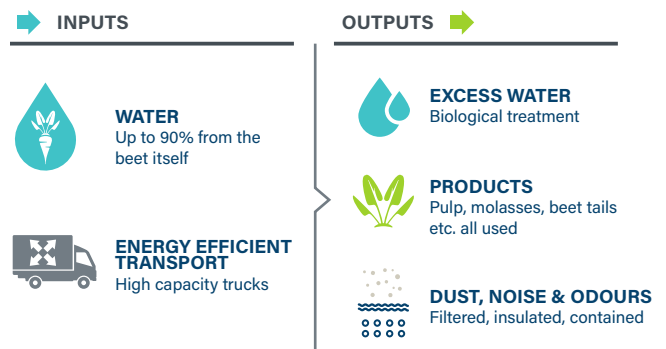 INPUTS
WATER
Up to 90% from the
beet itself
ENERGY EFFICIENT
TRANSPORT
High capacity trucks
OUTPUTS
EXCESS WATER
Biological treatment
PRODUCTS
Pulp, molasses, beet tails
etc. all used
DUST, NOISE & ODOURS
Filtered, insulated, contained